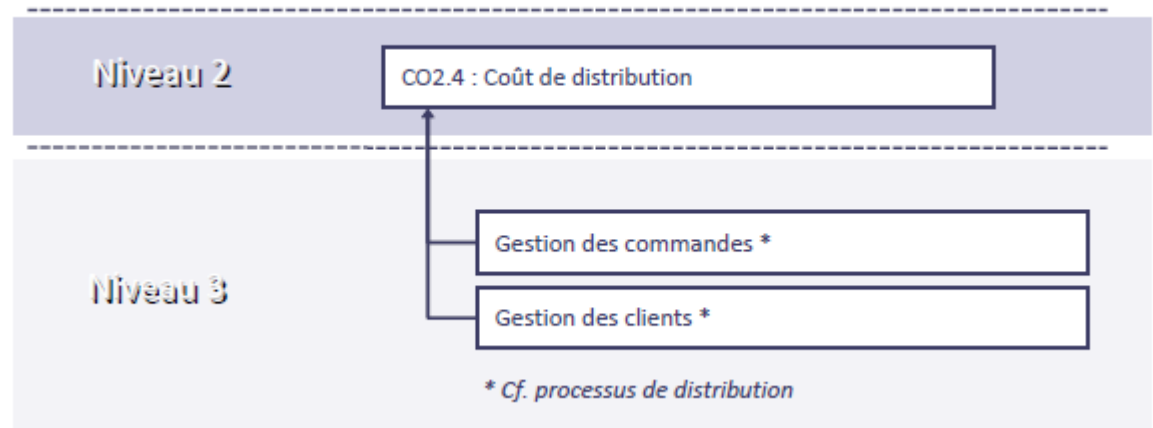 Niveau 2
CO2.4 : Coût de distribution
Gestion des commandes *
Niveau 3
Gestion des clients *
* Cf. processus de distribution